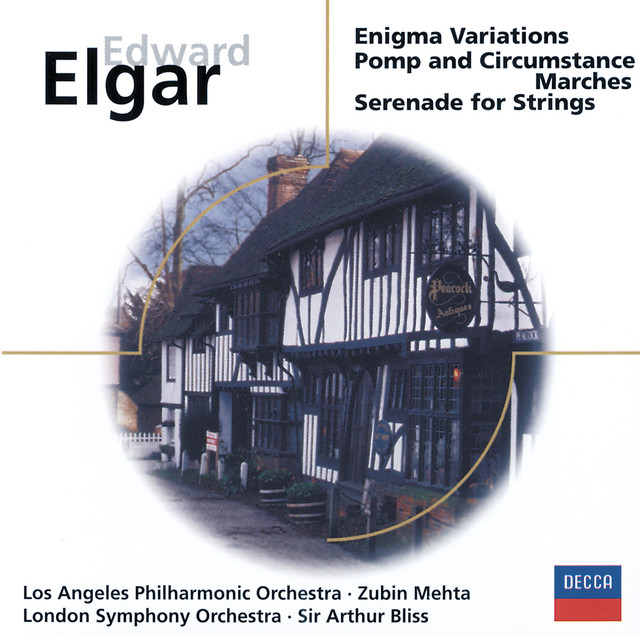 Edward
Elgar
Enigma Variations
Pomp and Circumstance
Marches
Serenade for Strings
Peacock
Antiques
PEACOCK
Los Angeles Philharmonic Orchestra · Zubin Mehta
London Symphony Orchestra · Sir Arthur Bliss
DECCA